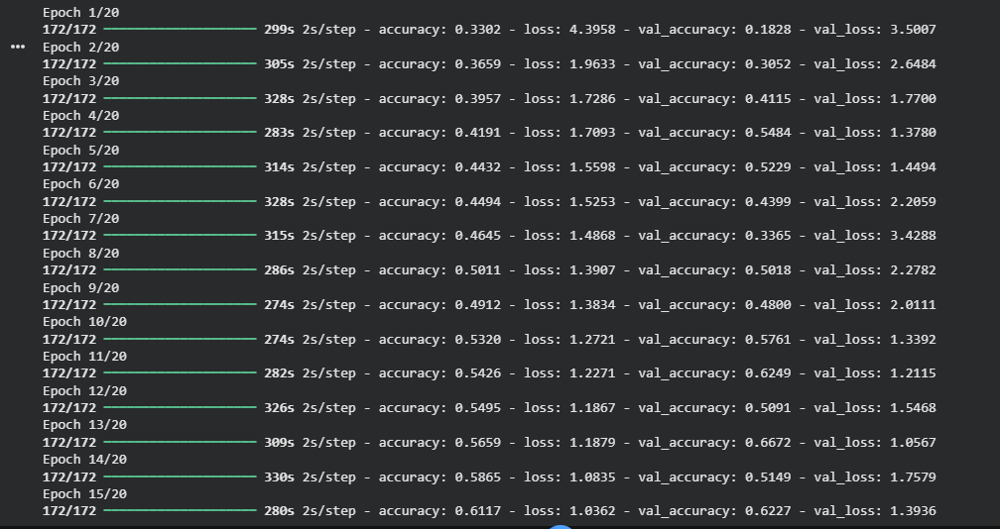 Epoch 1/20
172/172 ━━━━━━━━━━━━━━━━━━━━ 299s 2s/step - accuracy: 0.3302 - loss: 4.3958 - val_accuracy: 0.1828 - val_loss: 3.5007
Epoch 2/20
172/172 ━━━━━━━━━━━━━━━━━━━━ 305s 2s/step - accuracy: 0.3659 - loss: 1.9633 - val_accuracy: 0.3052 - val_loss: 2.6484
Epoch 3/20
172/172 ━━━━━━━━━━━━━━━━━━━━ 328s 2s/step - accuracy: 0.3957 - loss: 1.7286 - val_accuracy: 0.4115 - val_loss: 1.7700
Epoch 4/20
172/172 ━━━━━━━━━━━━━━━━━━━━ 283s 2s/step - accuracy: 0.4191 - loss: 1.7093 - val_accuracy: 0.5484 - val_loss: 1.3780
Epoch 5/20
172/172 ━━━━━━━━━━━━━━━━━━━━ 314s 2s/step - accuracy: 0.4432 - loss: 1.5598 - val_accuracy: 0.5229 - val_loss: 1.4494
Epoch 6/20
172/172 ━━━━━━━━━━━━━━━━━━━━ 328s 2s/step - accuracy: 0.4494 - loss: 1.5253 - val_accuracy: 0.4399 - val_loss: 2.2059
Epoch 7/20
172/172 ━━━━━━━━━━━━━━━━━━━━ 315s 2s/step - accuracy: 0.4645 - loss: 1.4868 - val_accuracy: 0.3365 - val_loss: 3.4288
Epoch 8/20
172/172 ━━━━━━━━━━━━━━━━━━━━ 286s 2s/step - accuracy: 0.5011 - loss: 1.3907 - val_accuracy: 0.5018 - val_loss: 2.2782
Epoch 9/20
172/172 ━━━━━━━━━━━━━━━━━━━━ 274s 2s/step - accuracy: 0.4912 - loss: 1.3834 - val_accuracy: 0.4800 - val_loss: 2.0111
Epoch 10/20
172/172 ━━━━━━━━━━━━━━━━━━━━ 274s 2s/step - accuracy: 0.5320 - loss: 1.2721 - val_accuracy: 0.5761 - val_loss: 1.3392
Epoch 11/20
172/172 ━━━━━━━━━━━━━━━━━━━━ 282s 2s/step - accuracy: 0.5426 - loss: 1.2271 - val_accuracy: 0.6249 - val_loss: 1.2115
Epoch 12/20
172/172 ━━━━━━━━━━━━━━━━━━━━ 326s 2s/step - accuracy: 0.5495 - loss: 1.1867 - val_accuracy: 0.5091 - val_loss: 1.5468
Epoch 13/20
172/172 ━━━━━━━━━━━━━━━━━━━━ 309s 2s/step - accuracy: 0.5659 - loss: 1.1879 - val_accuracy: 0.6672 - val_loss: 1.0567
Epoch 14/20
172/172 ━━━━━━━━━━━━━━━━━━━━ 330s 2s/step - accuracy: 0.5865 - loss: 1.0835 - val_accuracy: 0.5149 - val_loss: 1.7579
Epoch 15/20
172/172 ━━━━━━━━━━━━━━━━━━━━ 280s 2s/step - accuracy: 0.6117 - loss: 1.0362 - val_accuracy: 0.6227 - val_loss: 1.3936